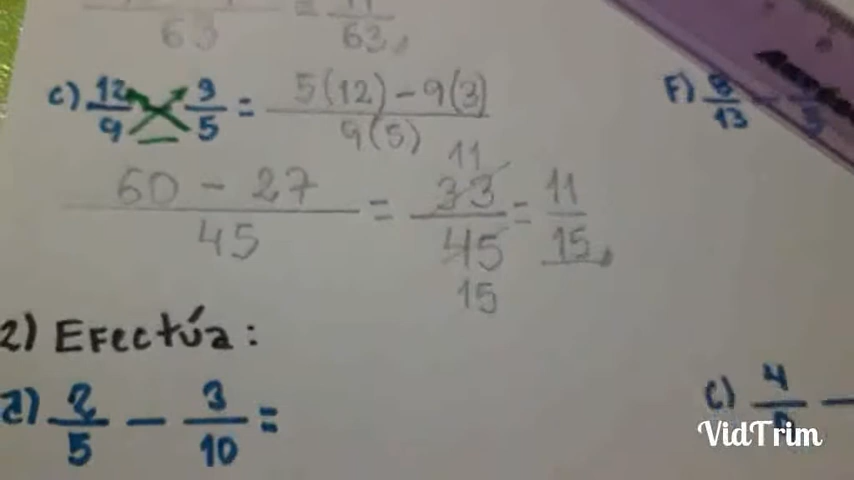 63 = 11/63
c) 12/9 - 3/5 = 5(12) - 9(3) / 9(5)
60 - 27 / 45 = 33/45 = 11/15
11
15
F) 8/13 -
2) Efectúa:
a) 2/5 - 3/10 =
c) 4/ -
VidTrim